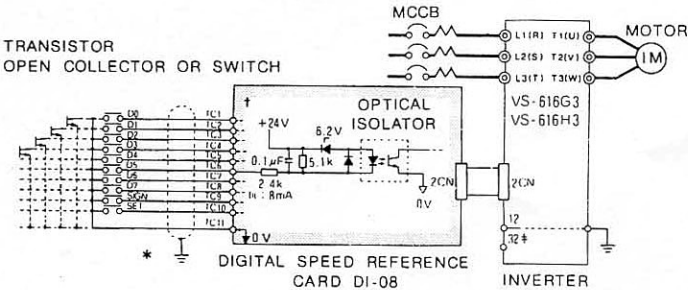 MCCB
L1(R) T1(U) MOTOR
TRANSISTOR
OPEN COLLECTOR OR SWITCH
L2(S) T2(V) IM
L3(T) T3(W)
†
OPTICAL
ISOLATOR
VS-616G3
VS-616H3
+24V
6.2V
D0 TC1
D1 TC2
D2 TC3
D3 TC4
D4 TC5
D5 TC6
D6 TC7
D7 TC8
SIGN TC9
SET TC10
TC11
0.1μF
5.1k
2.4k
: 8mA
2CN
2CN
0V
0V
12
32‡
*
DIGITAL SPEED REFERENCE
CARD DI-08
INVERTER